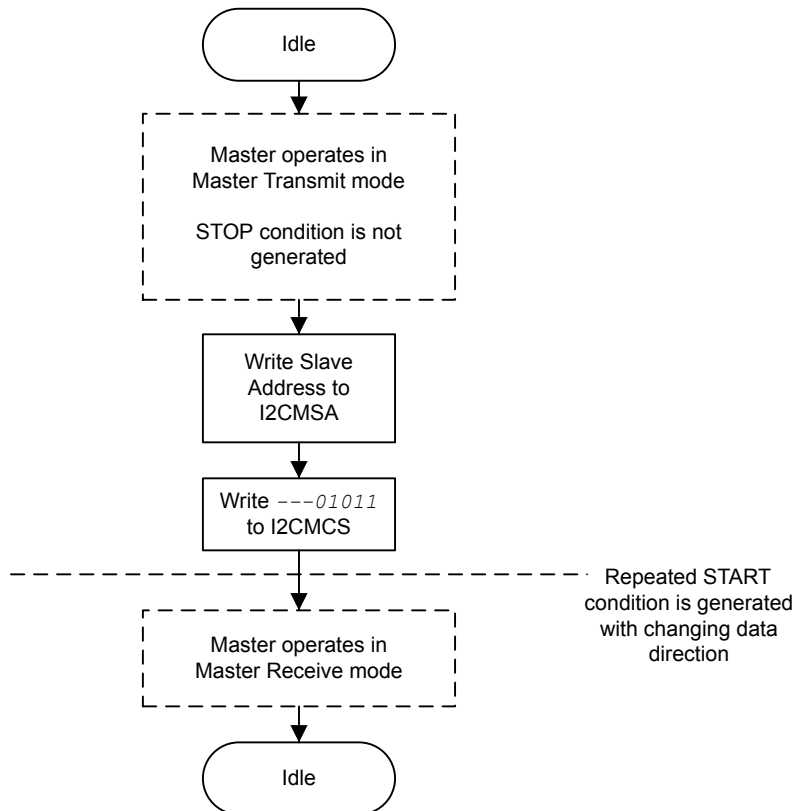 Idle
Master operates in
Master Transmit mode
STOP condition is not
generated
Write Slave
Address to
I2CMSA
Write ---01011
to I2CMCS
Repeated START
condition is generated
with changing data
direction
Master operates in
Master Receive mode
Idle